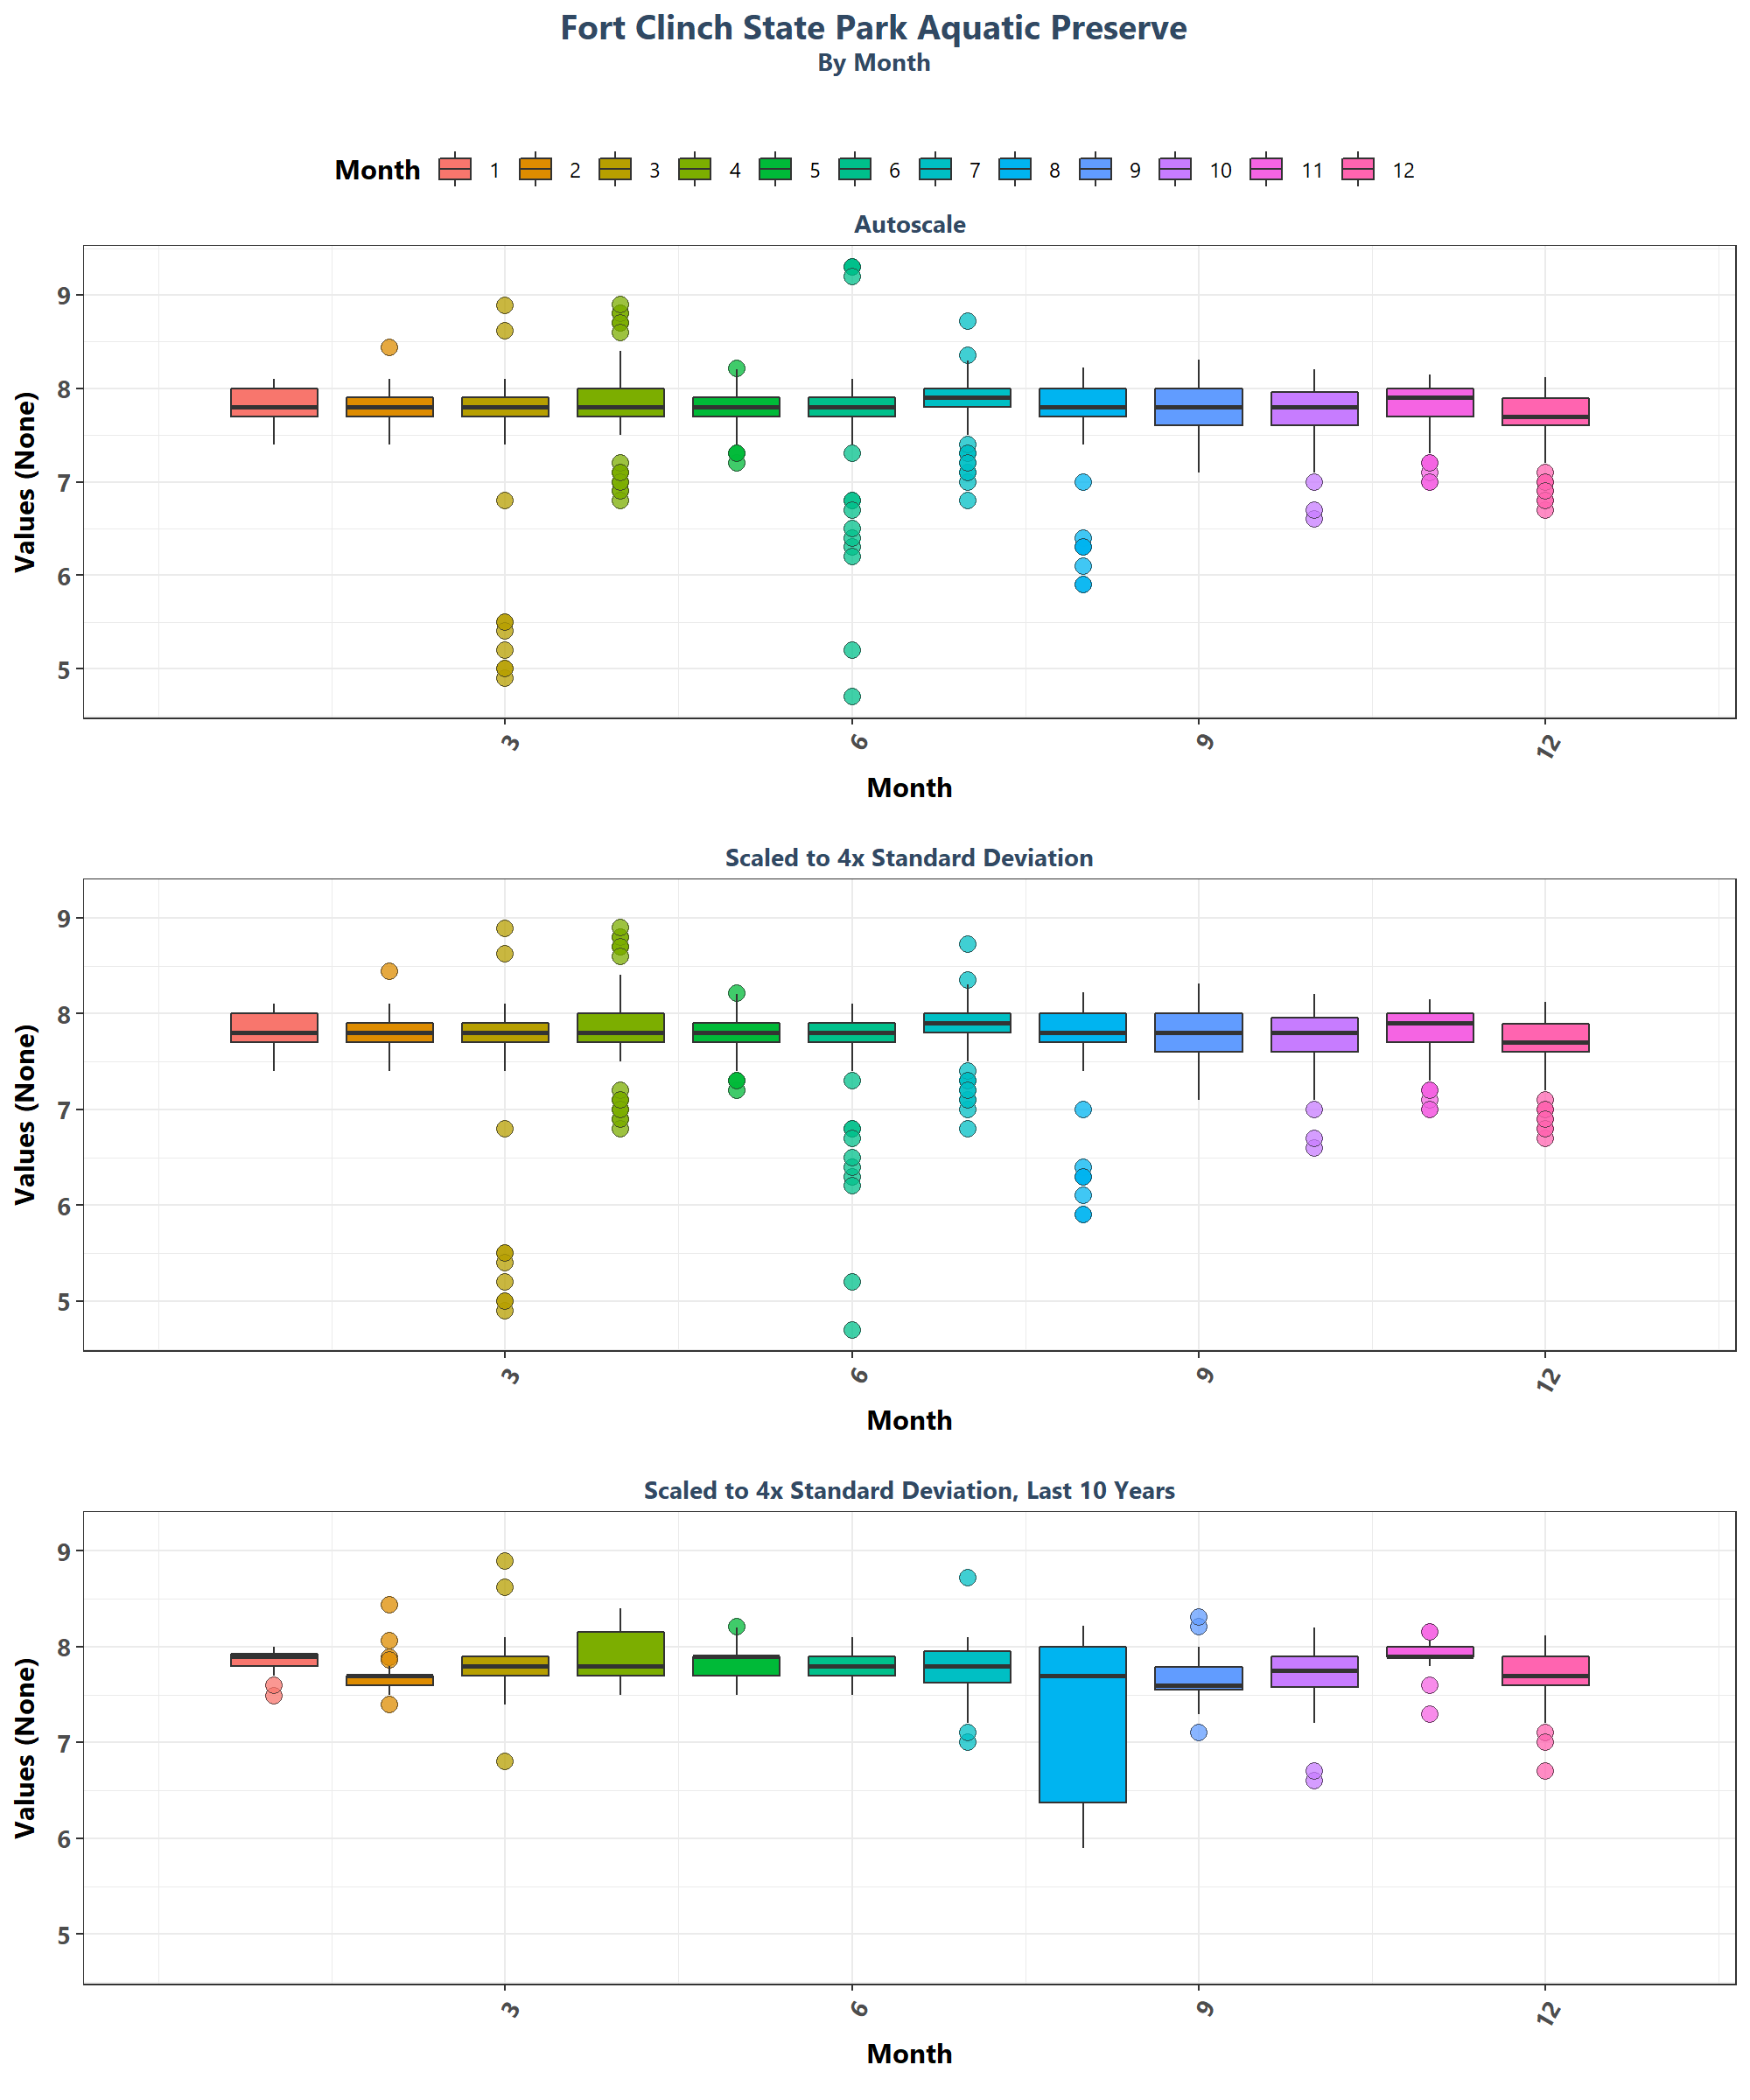 Fort Clinch State Park Aquatic Preserve
By Month
Month 1 2 3 4 5 6 7 8 9 10 11 12
Autoscale
Values (None)
9
8
7
6
5
3 6 9 12
Month
Scaled to 4x Standard Deviation
Values (None)
9
8
7
6
5
3 6 9 12
Month
Scaled to 4x Standard Deviation, Last 10 Years
Values (None)
9
8
7
6
5
3 6 9 12
Month